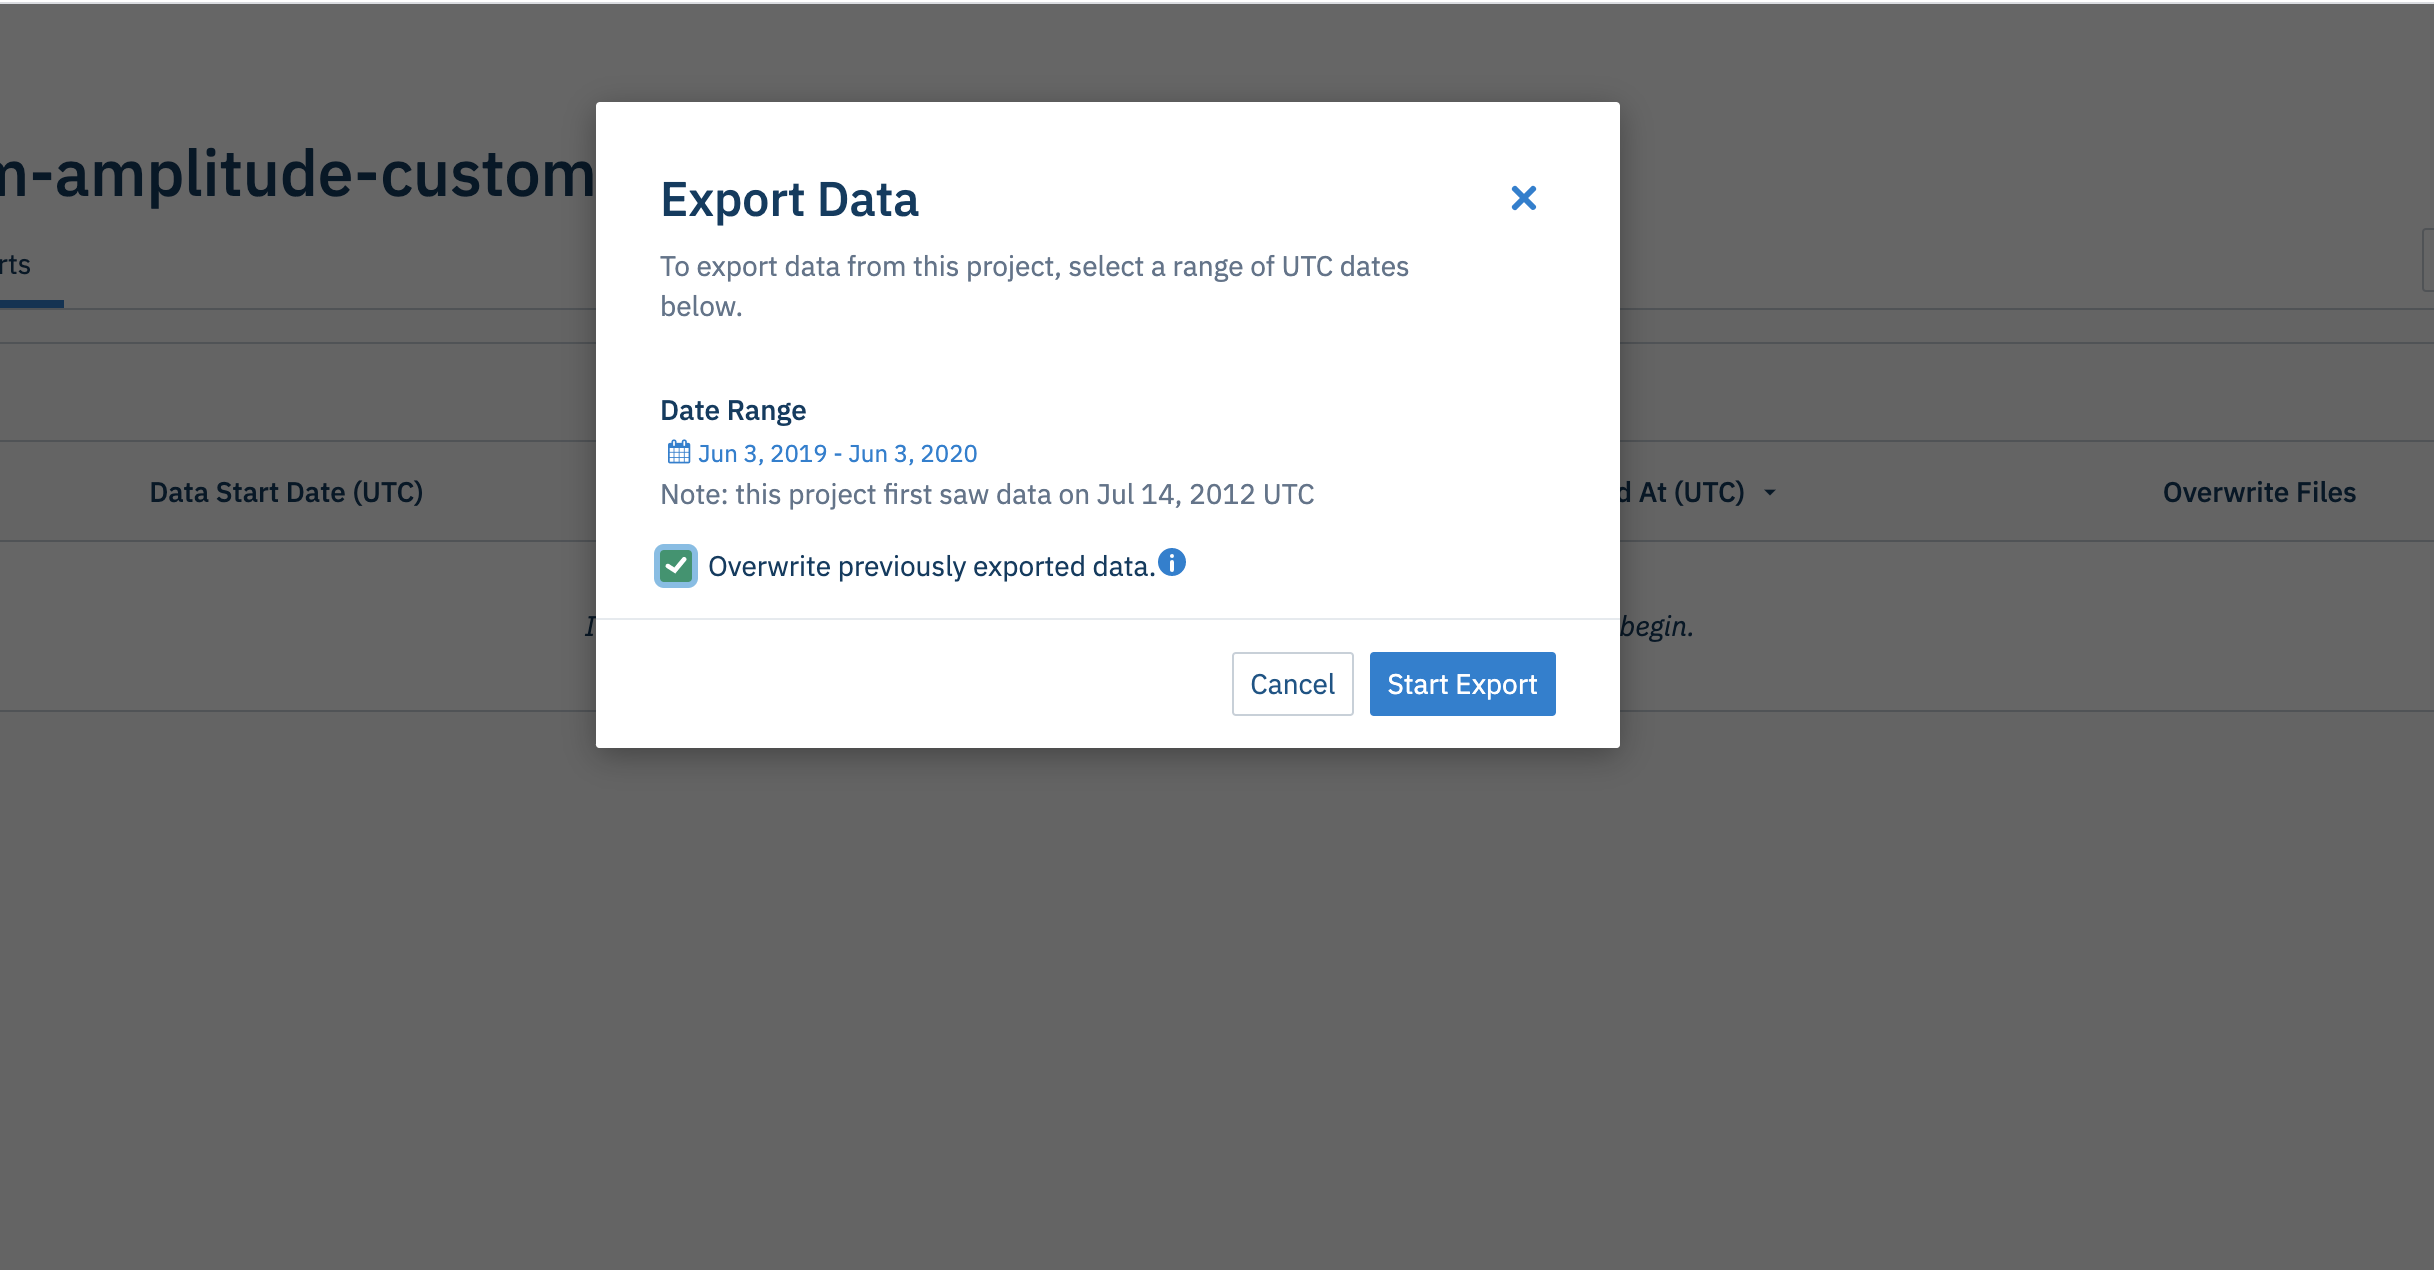 m-amplitude-custom
rts
Export Data
To export data from this project, select a range of UTC dates
below.
Date Range
Jun 3, 2019 - Jun 3, 2020
Note: this project first saw data on Jul 14, 2012 UTC
Overwrite previously exported data.
Cancel
Start Export
Data Start Date (UTC)
d At (UTC)
Overwrite Files
I
begin.